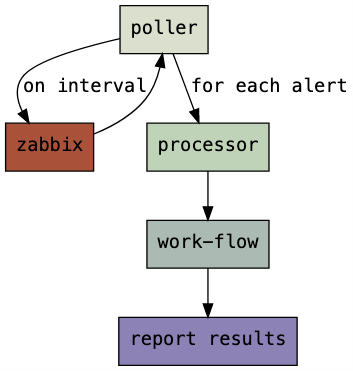 poller
on interval
for each alert
zabbix
processor
work-flow
report results